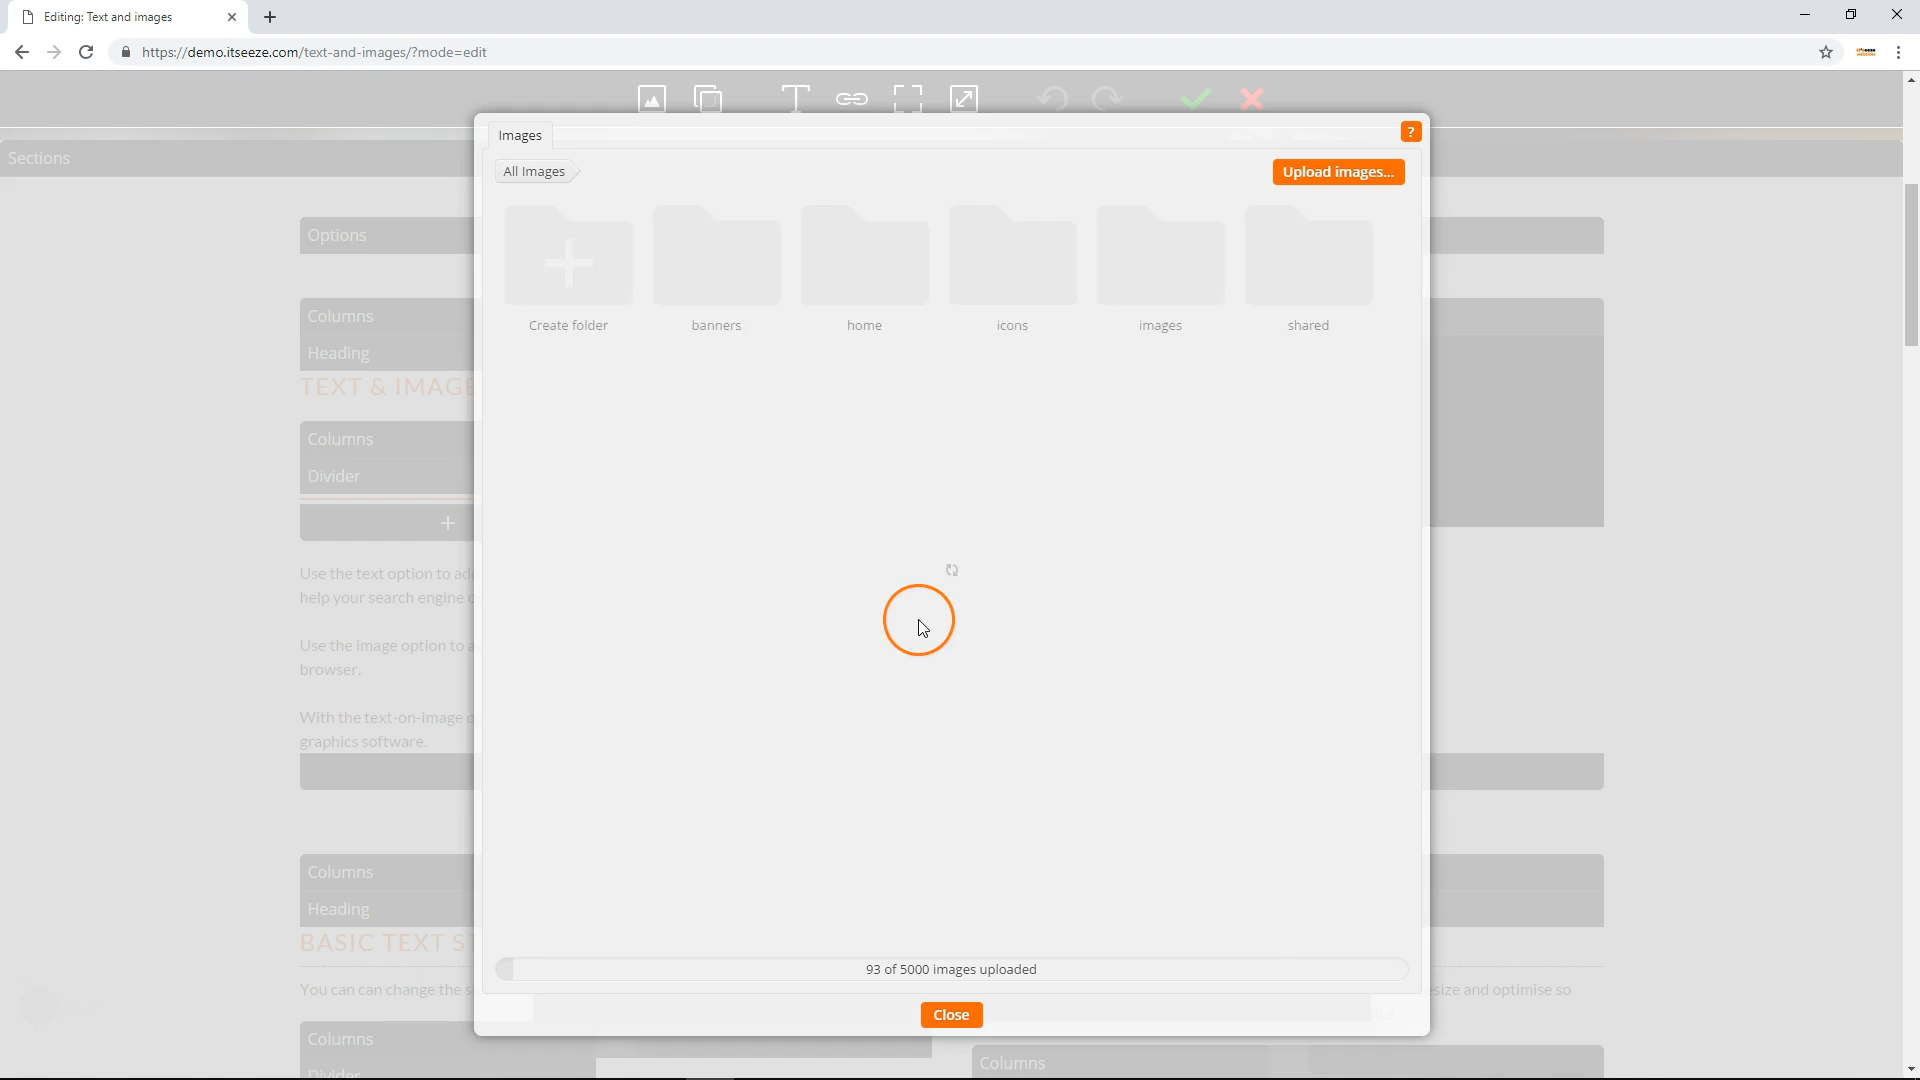 Editing: Text and images
https://demo.itseeze.com/text-and-images/?mode=edit
Images
?
Sections
All Images
Upload images...
Options
Columns
Heading
TEXT & IMAGE
Create folder
banners
home
icons
images
shared
Columns
Divider
Use the text option to
help your search engine
Use the image option to
browser.
With the text-on-image
graphics software.
Columns
Heading
BASIC TEXT
You can can change the
size and optimise so
93 of 5000 images uploaded
Close
Columns
Divider
Columns